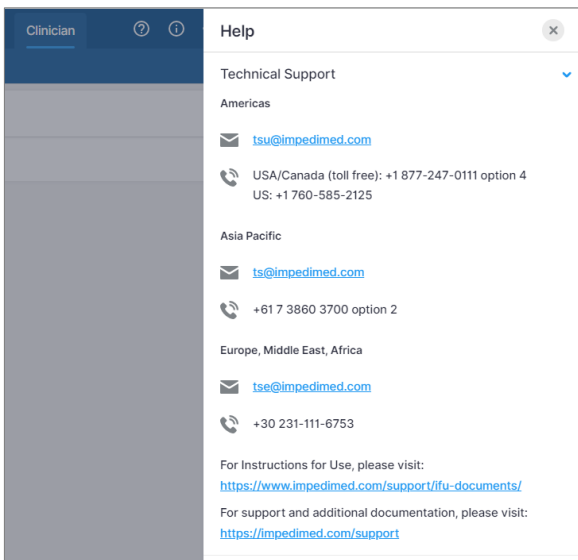 Clinician
Help
Technical Support
Americas
tsu@impedimed.com
USA/Canada (toll free): +1 877-247-0111 option 4
US: +1 760-585-2125
Asia Pacific
ts@impedimed.com
+61 7 3860 3700 option 2
Europe, Middle East, Africa
tse@impedimed.com
+30 231-111-6753
For Instructions for Use, please visit:
https://www.impedimed.com/support/ifu-documents/
For support and additional documentation, please visit:
https://impedimed.com/support